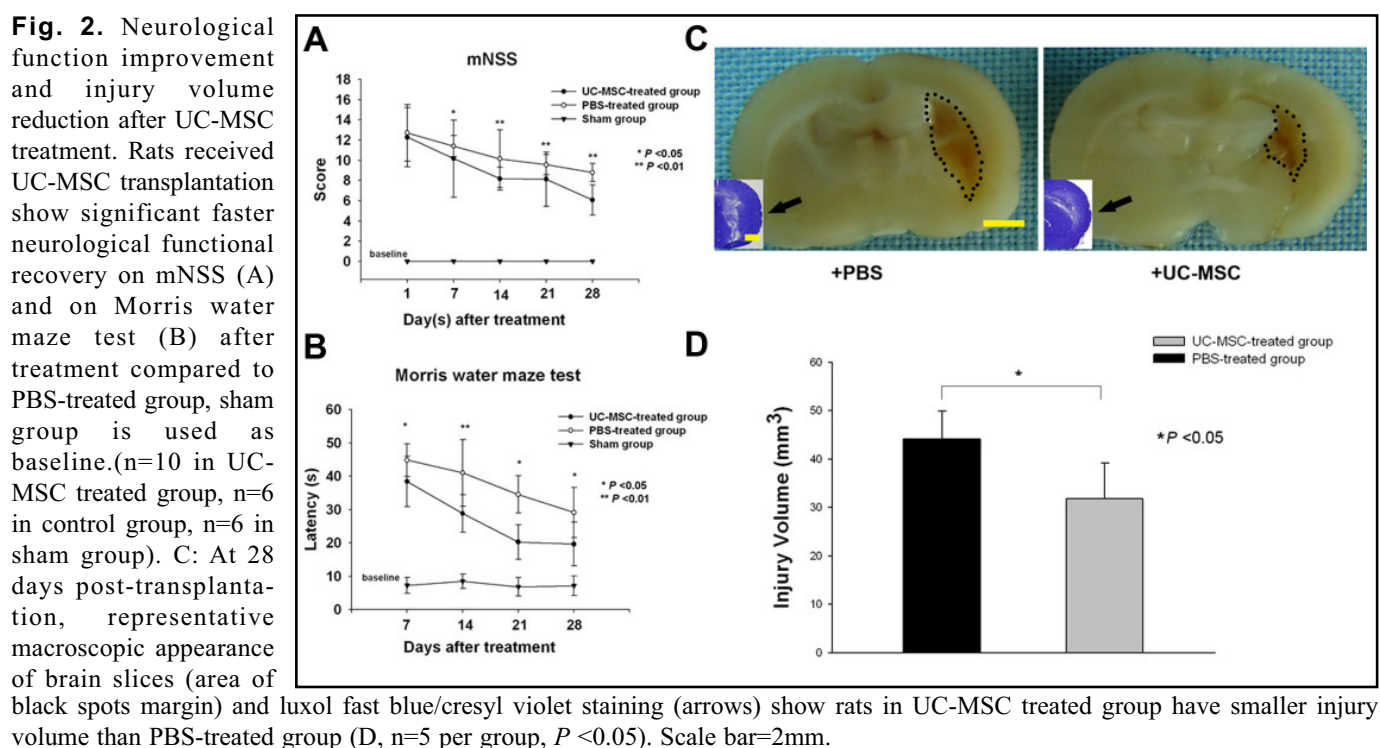 Fig. 2. Neurological
function improvement
and injury volume
reduction after UC-MSC
treatment. Rats received
UC-MSC transplantation
show significant faster
neurological functional
recovery on mNSS (A)
and on Morris water
maze test (B) after
treatment compared to
PBS-treated group, sham
group is used as
baseline.(n=10 in UC-
MSC treated group, n=6
in control group, n=6 in
sham group). C: At 28
days post-transplanta-
tion, representative
macroscopic appearance
of brain slices (area of
black spots margin) and luxol fast blue/cresyl violet staining (arrows) show rats in UC-MSC treated group have smaller injury
volume than PBS-treated group (D, n=5 per group, P <0.05). Scale bar=2mm.
A
mNSS
18
16
14
12
10
8
6
4
2
0
Score
baseline
UC-MSC-treated group
PBS-treated group
Sham group
*
**
**
**
* P <0.05
** P <0.01
1 7 14 21 28
Day(s) after treatment
B
Morris water maze test
60
50
40
30
20
10
0
Latency (s)
baseline
UC-MSC-treated group
PBS-treated group
Sham group
*
**
*
*
* P <0.05
** P <0.01
7 14 21 28
Days after treatment
C
+PBS +UC-MSC
D
UC-MSC-treated group
PBS-treated group
60
50
40
30
20
10
0
Injury Volume (mm3)
*
*P <0.05